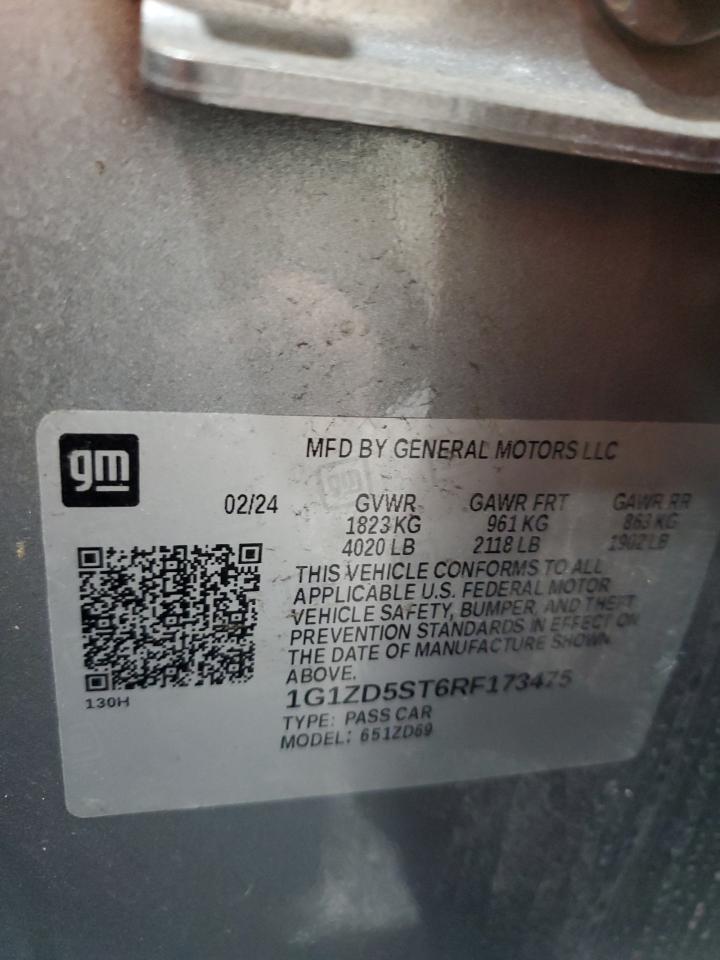 gm
MFD BY GENERAL MOTORS LLC
02/24 GVWR GAWR FRT GAWR RR
1823 KG 961 KG 863 KG
4020 LB 2118 LB 1902 LB
THIS VEHICLE CONFORMS TO ALL
APPLICABLE U.S. FEDERAL MOTOR
VEHICLE SAFETY, BUMPER, AND THEFT
PREVENTION STANDARDS IN EFFECT ON
THE DATE OF MANUFACTURE SHOWN
ABOVE.
1G1ZD5ST6RF173475
130H
TYPE: PASS CAR
MODEL: 651ZD69